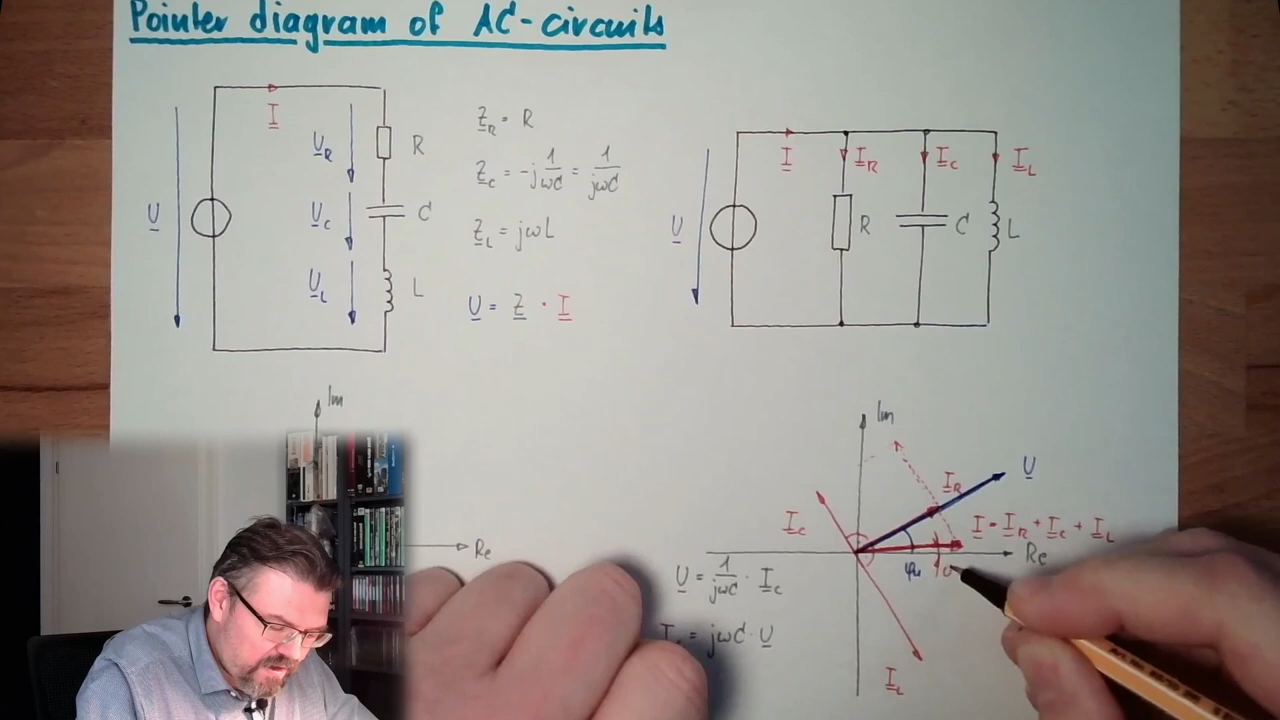 Pointer diagram of AC-circuits
U
I
U_R
U_C
U_L
R
C
L
Z_R = R
Z_C = -j 1/ωC = 1/jωC
Z_L = jωL
U = Z · I
U
I
I_R
I_C
I_L
R
C
L
Im
Re
Im
U
I_R
I_C
I = I_R + I_C + I_L
Re
φu
U = 1/jωC · I_C
= jωC · U
I_L